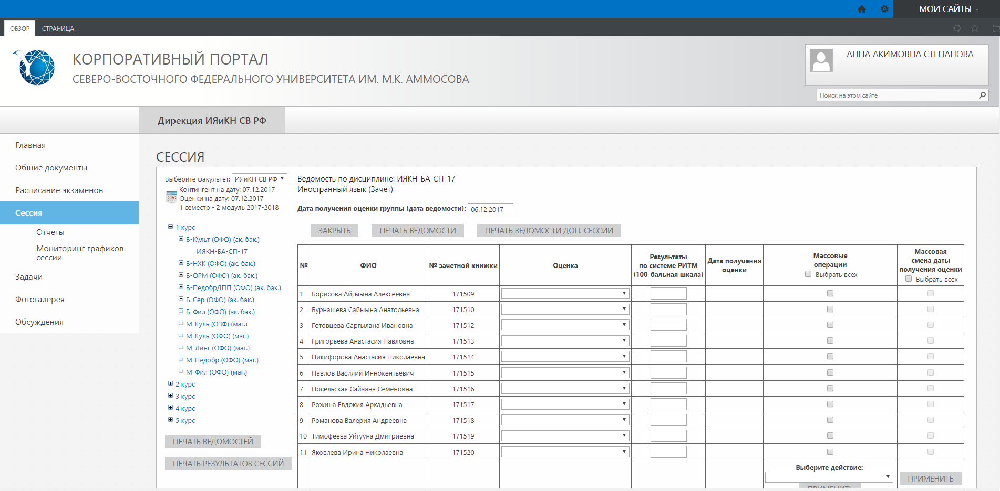 МОИ САЙТЫ
ОБЗОР
СТРАНИЦА
КОРПОРАТИВНЫЙ ПОРТАЛ
СЕВЕРО-ВОСТОЧНОГО ФЕДЕРАЛЬНОГО УНИВЕРСИТЕТА ИМ. М.К. АММОСОВА
АННА АКИМОВНА СТЕПАНОВА
Поиск на этом сайте
Дирекция ИЯиКН СВ РФ
Главная
Общие документы
Расписание экзаменов
Сессия
Отчеты
Мониторинг графиков
сессии
Задачи
Фотогалерея
Обсуждения
СЕССИЯ
Выберите факультет: ИЯиКН СВ РФ
Контингент на дату: 07.12.2017
Оценки на дату: 07.12.2017
1 семестр - 2 модуль 2017-2018
1 курс
Б-Культ (ОФО) (ак. бак.)
ИЯКН-БА-СП-17
Б-НХК (ОФО) (ак. бак.)
Б-ОРМ (ОФО) (ак. бак.)
Б-ПедобрДПП (ОФО) (ак. бак.)
Б-Сер (ОФО) (ак. бак.)
Б-Фил (ОФО) (ак. бак.)
М-Куль (ОЗФ) (маг.)
М-Куль (ОФО) (маг.)
М-Линг (ОФО) (маг.)
М-Педобр (ОФО) (маг.)
М-Фил (ОФО) (маг.)
2 курс
3 курс
4 курс
5 курс
ПЕЧАТЬ ВЕДОМОСТЕЙ
ПЕЧАТЬ РЕЗУЛЬТАТОВ СЕССИЙ
Ведомость по дисциплине: ИЯКН-БА-СП-17
Иностранный язык (Зачет)
Дата получения оценки группы (дата ведомости): 06.12.2017
ЗАКРЫТЬ
ПЕЧАТЬ ВЕДОМОСТИ
ПЕЧАТЬ ВЕДОМОСТИ ДОП. СЕССИИ
№
ФИО
№ зачетной книжки
Оценка
Результаты
по системе РИТМ
(100-бальная шкала)
Дата получения
оценки
Массовые
операции
Выбрать всех
Массовая
смена даты
получения оценки
Выбрать всех
1 Борисова Айгыына Алексеевна 171509
2 Бурнашева Сайыына Анатольевна 171510
3 Готовцева Саргылана Ивановна 171512
4 Григорьева Анастасия Павловна 171513
5 Никифорова Анастасия Николаевна 171514
6 Павлов Василий Иннокентьевич 171515
7 Посельская Сайаана Семеновна 171516
8 Рожина Евдокия Аркадьевна 171517
9 Романова Валерия Андреевна 171518
10 Тимофеева Уйгууна Дмитриевна 171519
11 Яковлева Ирина Николаевна 171520
Выберите действие:
ПРИМЕНИТЬ
ПРИМЕНИТЬ